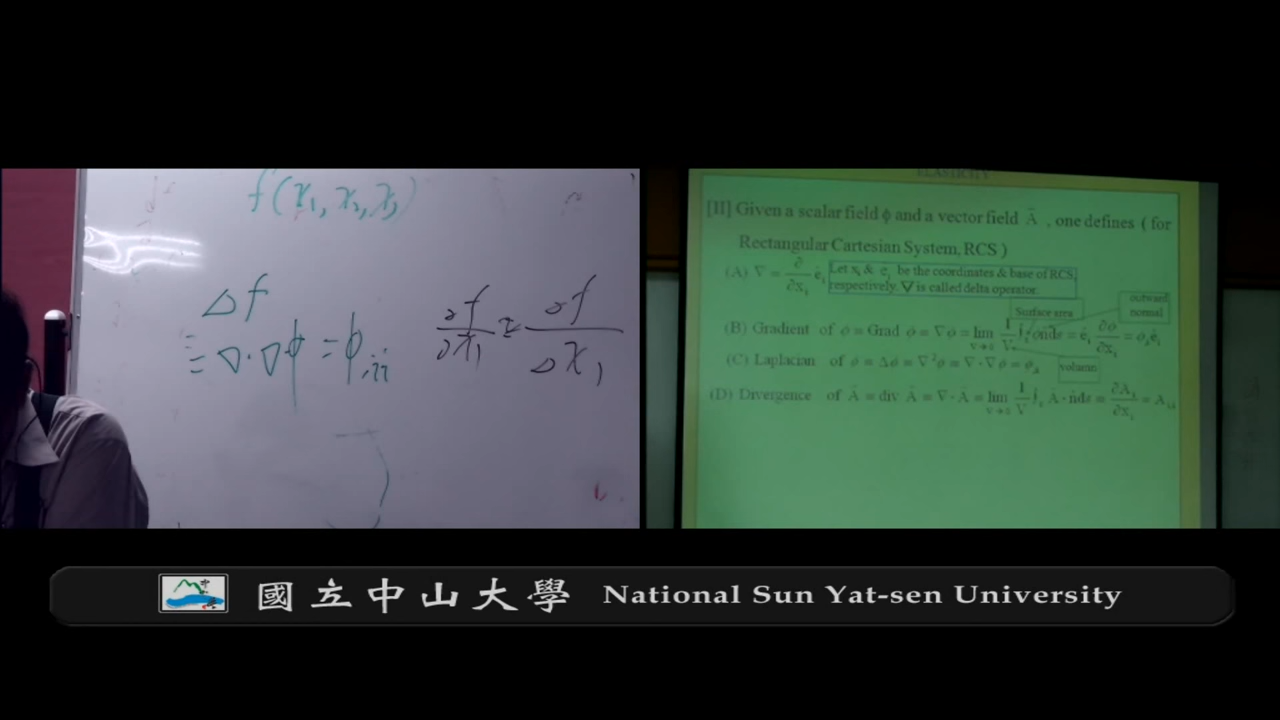 f(x₁, x₂, x₃)
Δf
≡ ∇·∇φ = φ,ᵢᵢ
∂f/∂x₁ ≈ ∂f/Δx₁
ELASTICITY
[II] Given a scalar field ϕ and a vector field A⃗ , one defines ( for
Rectangular Cartesian System, RCS )
(A) ∇ = ∂/∂xᵢ eᵢ
Let xᵢ & eᵢ be the coordinates & base of RCS,
respectively. ∇ is called delta operator.
Surface area
outward
normal
(B) Gradient of ϕ = Grad ϕ = ∇ϕ = lim V→0 1/V ∫ₛ ϕn⃗ds = eᵢ ∂ϕ/∂xᵢ = ϕ,ᵢeᵢ
(C) Laplacian of ϕ = Δϕ = ∇²ϕ = ∇·∇ϕ = ϕ,ᵢᵢ
volume
(D) Divergence of A⃗ = div A⃗ = ∇·A⃗ = lim V→0 1/V ∫ₛ A⃗·n⃗ds = ∂Aᵢ/∂xᵢ = Aᵢ,ᵢ
國立中山大學 National Sun Yat-sen University